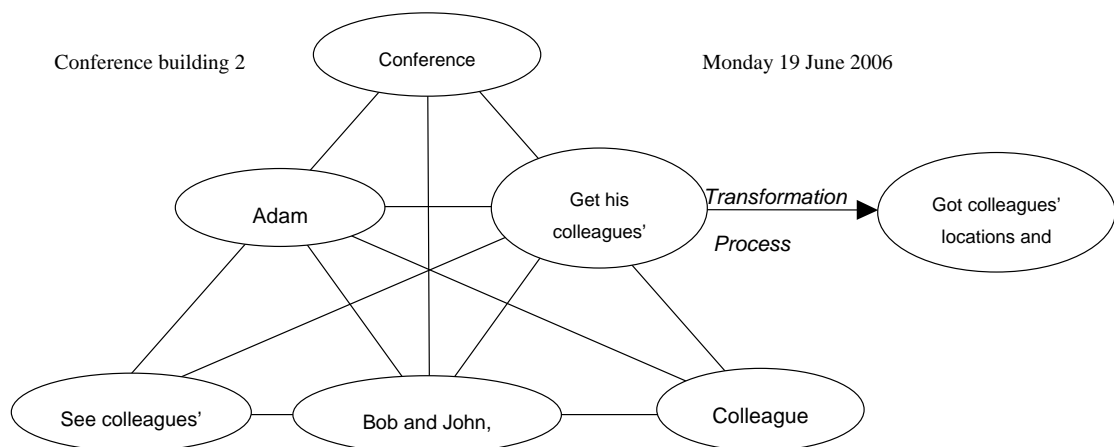 Conference building 2
Conference
Monday 19 June 2006
Adam
Get his
colleagues'
Transformation
Process
Got colleagues'
locations and
See colleagues'
Bob and John,
Colleague